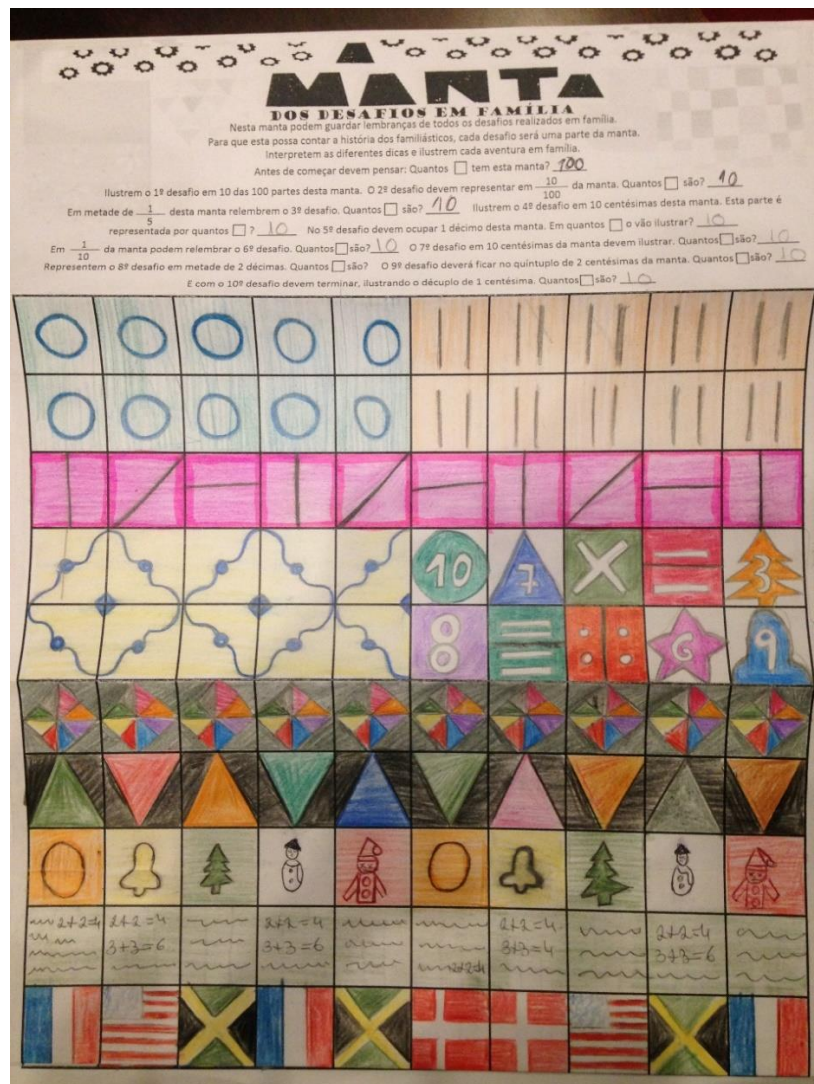 A
MANTA
DOS DESAFIOS EM FAMÍLIA
Nesta manta podem guardar lembranças de todos os desafios realizados em família.
Para que esta possa contar a história dos familiásticos, cada desafio será uma parte da manta.
Interpretem as diferentes dicas e ilustrem cada aventura em família.
Antes de começar devem pensar: Quantos □ tem esta manta? 100
Ilustrem o 1º desafio em 10 das 100 partes desta manta. O 2º desafio devem representar em 10/100 da manta. Quantos □ são? 10
Em metade de 1/5 desta manta relembrem o 3º desafio. Quantos □ são? 10 Ilustrem o 4º desafio em 10 centésimas desta manta. Esta parte é
representada por quantos □ ? 10 No 5º desafio devem ocupar 1 décimo desta manta. Em quantos □ o vão ilustrar? 10
Em 1/10 da manta podem relembrar o 6º desafio. Quantos □ são? 10 O 7º desafio em 10 centésimas da manta devem ilustrar. Quantos □ são? 10
Representem o 8º desafio em metade de 2 décimas. Quantos □ são? O 9º desafio deverá ficar no quíntuplo de 2 centésimas da manta. Quantos □ são? 10
E com o 10º desafio devem terminar, ilustrando o décuplo de 1 centésima. Quantos □ são? 10
10 7 X = 3
8 6 9
2+2=4 2+2=4 2+2=4 2+2=4 2+2=4
3+3=6 3+3=6 3+3=4 3+3=6
2+2=4